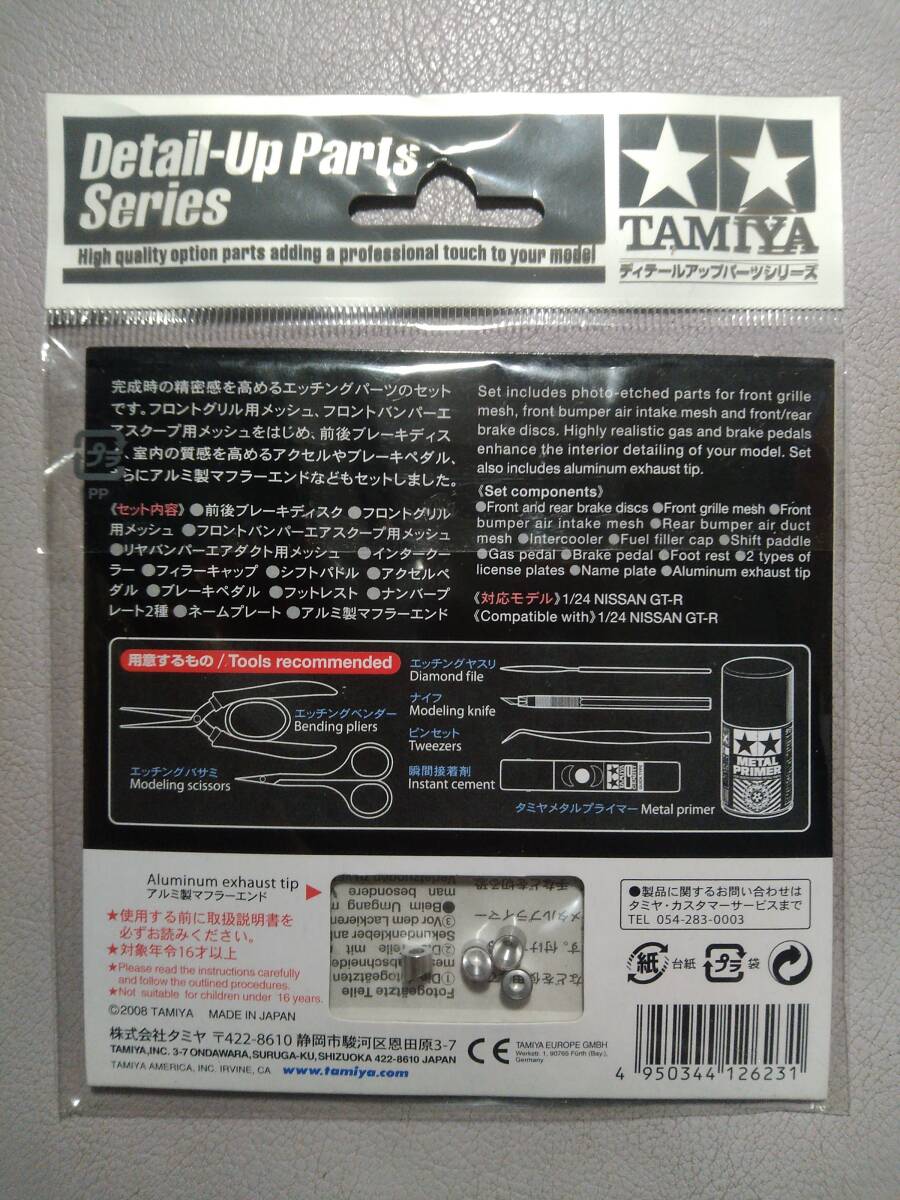 Detail-Up Parts
Series
High quality option parts adding a professional touch to your model
TAMIYA
ディテールアップパーツシリーズ
完成時の精密感を高めるエッチングパーツのセット
です。フロントグリル用メッシュ、フロントバンパーエ
アスクープ用メッシュをはじめ、前後ブレーキディス
、室内の質感を高めるアクセルやブレーキペダル、
らにアルミ製マフラーエンドなどもセットしました。
プラ
PP
《セット内容》●前後ブレーキディスク ●フロントグリル
用メッシュ ●フロントバンパーエアスクープ用メッシュ
●リヤバンパーエアダクト用メッシュ ●インタークー
ラー ●フィラーキャップ ●シフトパドル ●アクセルペ
ダル ●ブレーキペダル ●フットレスト ●ナンバープ
レート2種 ●ネームプレート ●アルミ製マフラーエンド
Set includes photo-etched parts for front grille
mesh, front bumper air intake mesh and front/rear
brake discs. Highly realistic gas and brake pedals
enhance the interior detailing of your model. Set
also includes aluminum exhaust tip.
《Set components》
●Front and rear brake discs ●Front grille mesh ●Front
bumper air intake mesh ●Rear bumper air duct
mesh ●Intercooler ●Fuel filler cap ●Shift paddle
●Gas pedal ●Brake pedal ●Foot rest ●2 types of
license plates ●Name plate ●Aluminum exhaust tip
《対応モデル》1/24 NISSAN GT-R
《Compatible with》1/24 NISSAN GT-R
用意するもの / Tools recommended
エッチングベンダー
Bending pliers
エッチングバサミ
Modeling scissors
エッチングヤスリ
Diamond file
ナイフ
Modeling knife
ピンセット
Tweezers
瞬間接着剤
Instant cement
タミヤメタルプライマー Metal primer
METAL
PRIMER
Aluminum exhaust tip
アルミ製マフラーエンド
★使用する前に取扱説明書を
必ずお読みください。
★対象年令16才以上
★Please read the instructions carefully
and follow the outlined procedures.
★Not suitable for children under 16 years.
©2008 TAMIYA MADE IN JAPAN
Fotogeätzte Teile
●Beim Umgang
man besondere
●製品に関するお問い合わせは
タミヤ・カスタマーサービスまで
TEL 054-283-0003
紙 台紙 プラ 袋
株式会社タミヤ 〒422-8610 静岡市駿河区恩田原3-7
TAMIYA,INC. 3-7 ONDAWARA,SURUGA-KU,SHIZUOKA 422-8610 JAPAN
TAMIYA AMERICA, INC. IRVINE, CA www.tamiya.com
CE
TAMIYA EUROPE GMBH
Werkstr. 1, 90765 Fürth (Bay.),
Germany
4 950344 126231